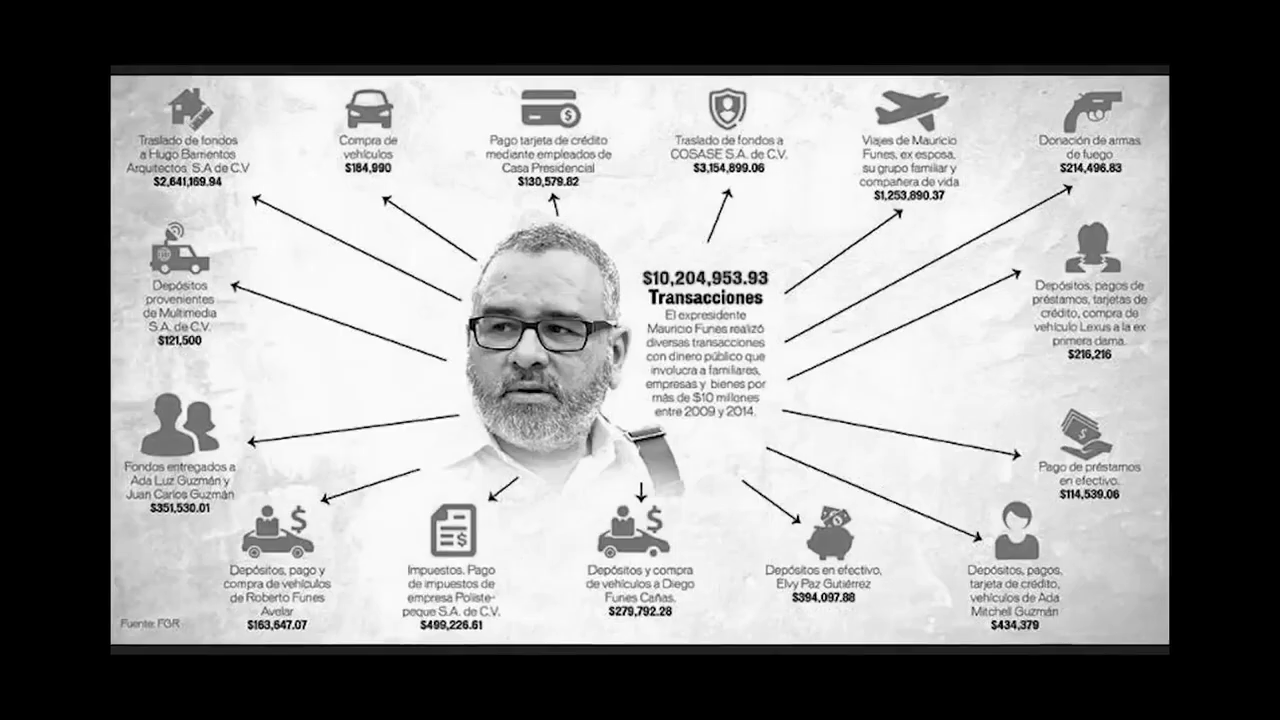 Traslado de fondos
a Hugo Barrientos
Arquitectos S.A de C.V
$2,641,169.94
Compra de
vehículos
$184,990
Pago tarjeta de crédito
mediante empleados de
Casa Presidencial
$130,579.82
Traslado de fondos a
COSASE S.A. de C.V.
$3,154,899.06
Viajes de Mauricio
Funes, ex esposa,
su grupo familiar y
compañera de vida
$1,253,890.37
Donación de armas
de fuego
$214,496.83
Depósitos
provenientes
de Multimedia
S.A. de C.V.
$121,500
$10,204,953.93
Transacciones
El expresidente
Mauricio Funes realizó
diversas transacciones
con dinero público que
involucra a familiares,
empresas y bienes por
más de $10 millones
entre 2009 y 2014.
Depósitos, pagos de
préstamos, tarjetas de
crédito, compra de
vehículo Lexus a la ex
primera dama.
$216,216
Fondos entregados a
Ada Luz Guzmán y
Juan Carlos Guzmán
$351,530.01
Pago de préstamos
en efectivo.
$114,539.06
Depósitos, pago y
compra de vehículos
de Roberto Funes
Avelar
$163,647.07
Impuestos. Pago
de impuestos de
empresa Poliste-
peque S.A. de C.V.
$499,226.61
Depósitos y compra
de vehículos a Diego
Funes Cañas.
$279,792.28
Depósitos en efectivo,
Elvy Paz Gutiérrez
$394,097.88
Depósitos, pagos,
tarjeta de crédito,
vehículos de Ada
Mitchell Guzmán
$434,379
Fuente: FGR